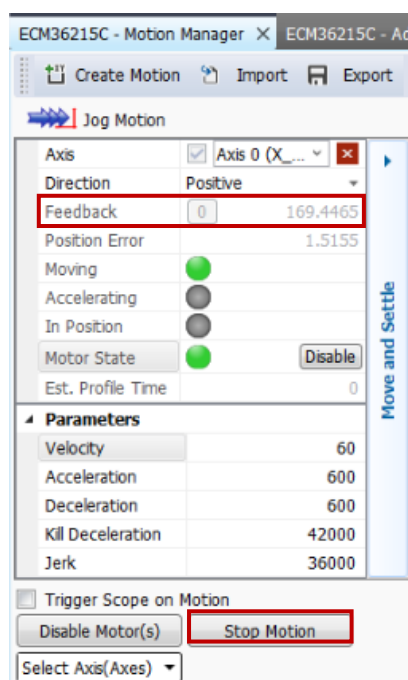 ECM36215C - Motion Manager × ECM36215C - Ad
Create Motion Import Export
Jog Motion
Axis Axis 0 (X_...
Direction Positive
Feedback 0 169.4465
Position Error 1.5155
Moving
Accelerating
In Position
Motor State Disable
Est. Profile Time 0
Move and Settle
Parameters
Velocity 60
Acceleration 600
Deceleration 600
Kill Deceleration 42000
Jerk 36000
Trigger Scope on Motion
Disable Motor(s) Stop Motion
Select Axis(Axes)